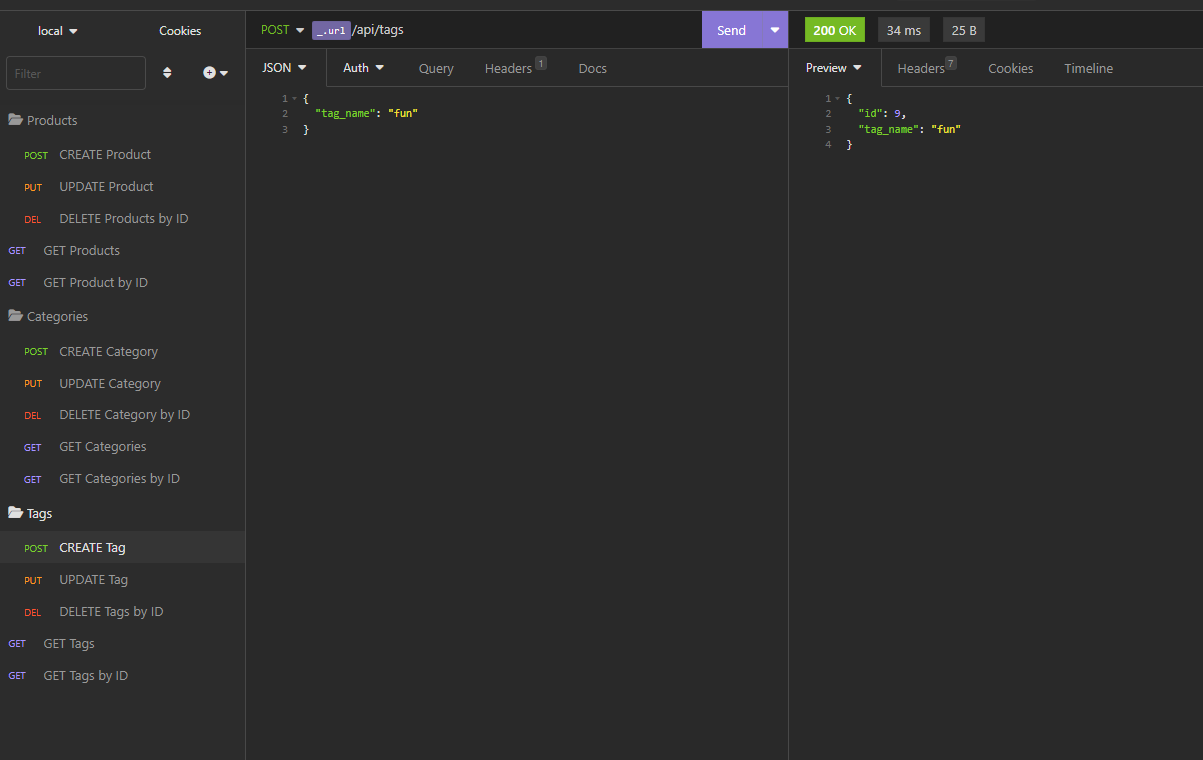 local Cookies
Filter
Products
POST CREATE Product
PUT UPDATE Product
DEL DELETE Products by ID
GET GET Products
GET GET Product by ID
Categories
POST CREATE Category
PUT UPDATE Category
DEL DELETE Category by ID
GET GET Categories
GET GET Categories by ID
Tags
POST CREATE Tag
PUT UPDATE Tag
DEL DELETE Tags by ID
GET GET Tags
GET GET Tags by ID
POST _.url /api/tags Send
JSON Auth Query Headers 1 Docs
1 {
2 "tag_name": "fun"
3 }
200 OK 34 ms 25 B
Preview Headers 7 Cookies Timeline
1 {
2 "id": 9,
3 "tag_name": "fun"
4 }